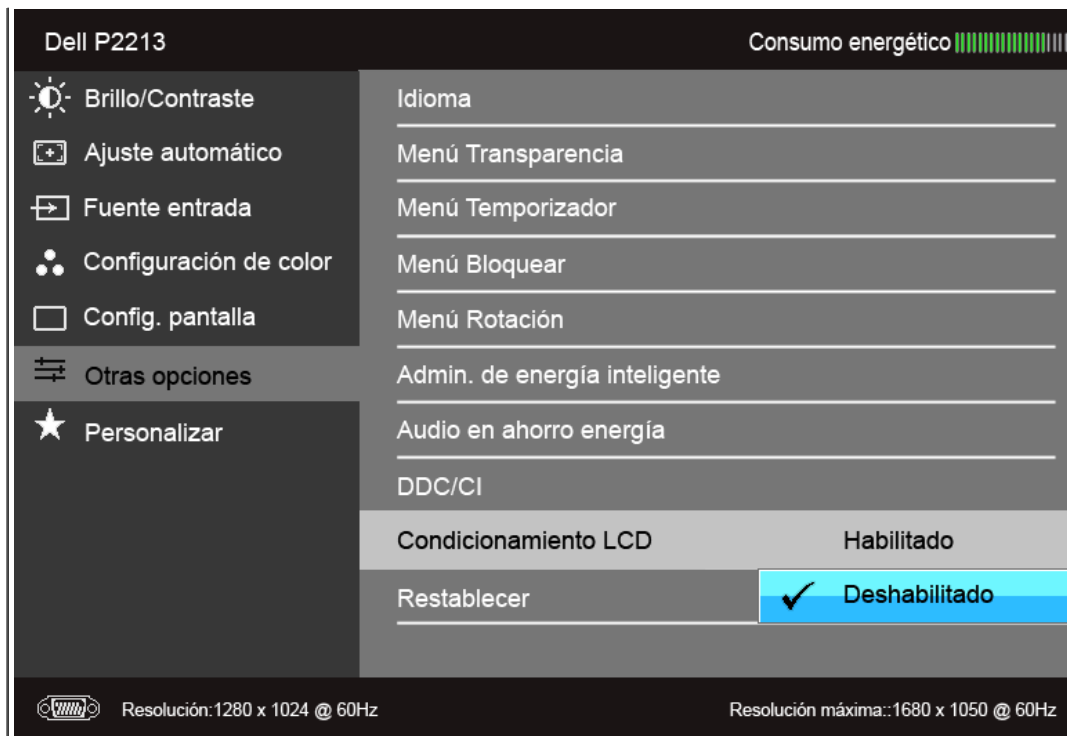 Dell P2213
Consumo energético
Brillo/Contraste
Ajuste automático
Fuente entrada
Configuración de color
Config. pantalla
Otras opciones
Personalizar
Idioma
Menú Transparencia
Menú Temporizador
Menú Bloquear
Menú Rotación
Admin. de energía inteligente
Audio en ahorro energía
DDC/CI
Condicionamiento LCD
Habilitado
Restablecer
Deshabilitado
Resolución:1280 x 1024 @ 60Hz
Resolución máxima::1680 x 1050 @ 60Hz